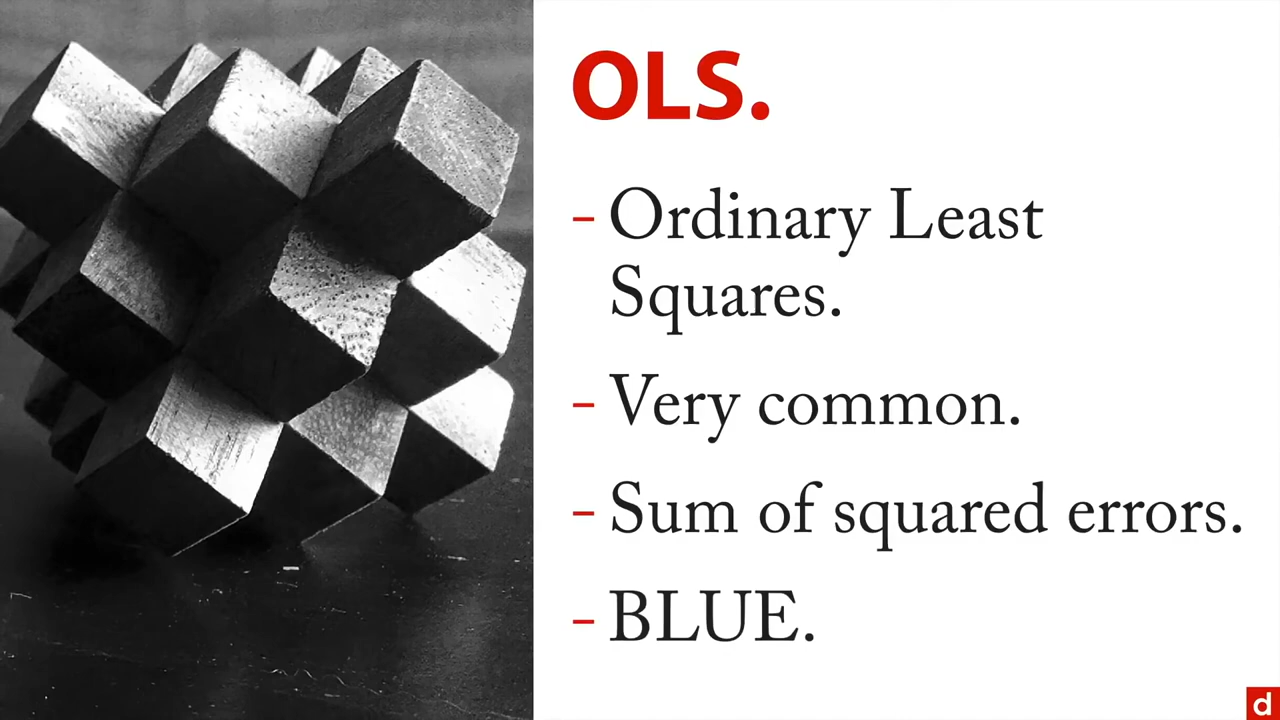 OLS.
- Ordinary Least
Squares.
- Very common.
- Sum of squared errors.
- BLUE.
d